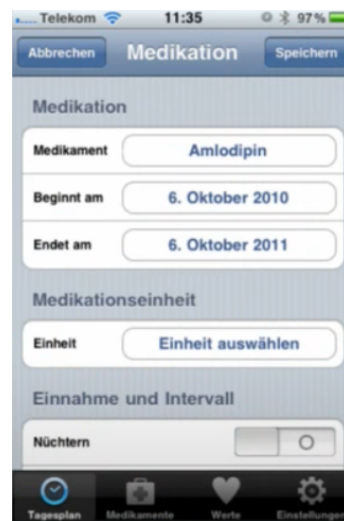 Telekom 11:35 97%
Abbrechen Medikation Speichern
Medikation
Medikament Amlodipin
Beginnt am 6. Oktober 2010
Endet am 6. Oktober 2011
Medikationseinheit
Einheit Einheit auswählen
Einnahme und Intervall
Nüchtern
Tagesplan Medikamente Werte Einstellungen